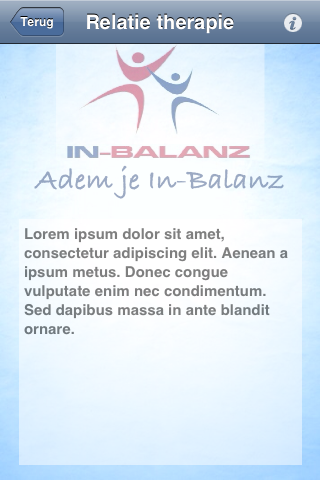 Terug Relatie therapie i
IN-BALANZ
Adem je In-Balanz
Lorem ipsum dolor sit amet,
consectetur adipiscing elit. Aenean a
ipsum metus. Donec congue
vulputate enim nec condimentum.
Sed dapibus massa in ante blandit
ornare.